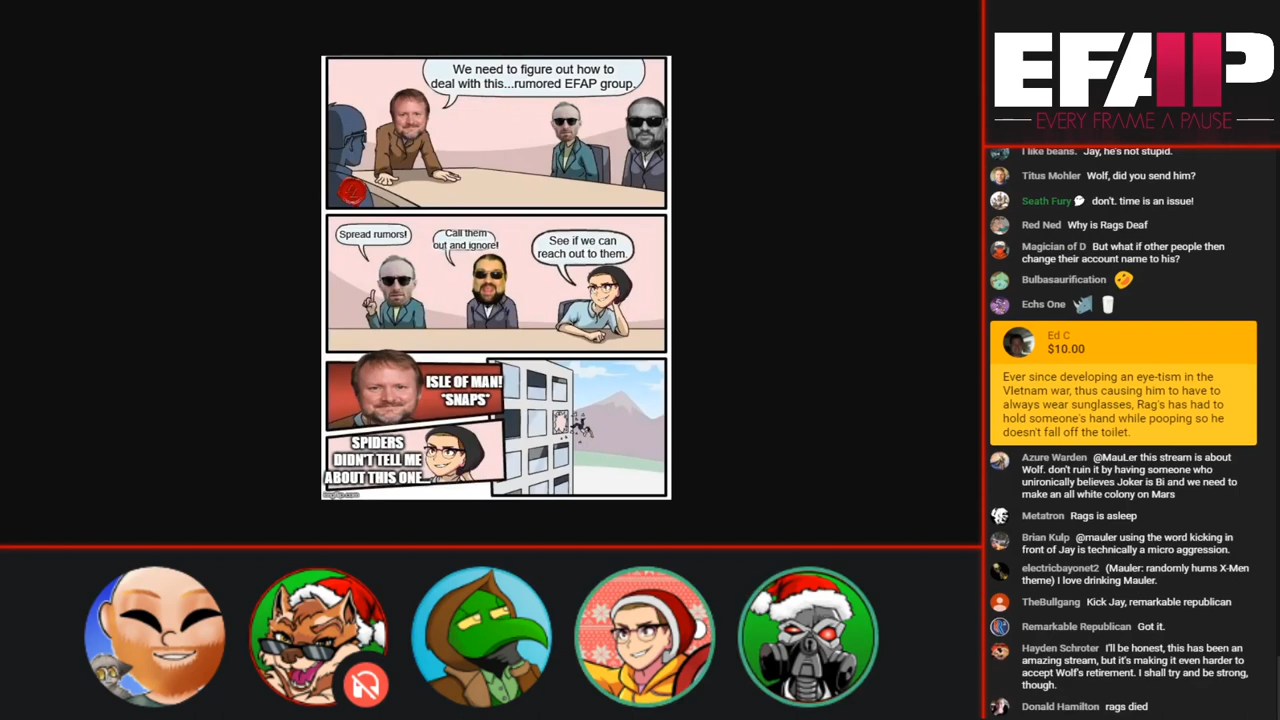 We need to figure out how to
deal with this...rumored EFAP group.
Spread rumors!
Call them
out and ignore!
See if we can
reach out to them.
ISLE OF MAN!
*SNAPS*
SPIDERS
DIDN'T TELL ME
ABOUT THIS ONE...
imgflip.com
EFAP
EVERY FRAME A PAUSE
I like beans. Jay, he's not stupid.
Titus Mohler Wolf, did you send him?
Seath Fury don't. time is an issue!
Red Ned Why is Rags Deaf
Magician of D But what if other people then
change their account name to his?
Bulbasaurification
Echs One
Ed C
$10.00
Ever since developing an eye-tism in the
VIetnam war, thus causing him to have to
always wear sunglasses, Rag's has had to
hold someone's hand while pooping so he
doesn't fall off the toilet.
Azure Warden @MauLer this stream is about
Wolf. don't ruin it by having someone who
unironically believes Joker is Bi and we need to
make an all white colony on Mars
Metatron Rags is asleep
Brian Kulp @mauler using the word kicking in
front of Jay is technically a micro aggression.
electricbayonet2 (Mauler: randomly hums X-Men
theme) I love drinking Mauler.
TheBullgang Kick Jay, remarkable republican
Remarkable Republican Got it.
Hayden Schroter I'll be honest, this has been an
amazing stream, but it's making it even harder to
accept Wolf's retirement. I shall try and be strong,
though.
Donald Hamilton rags died